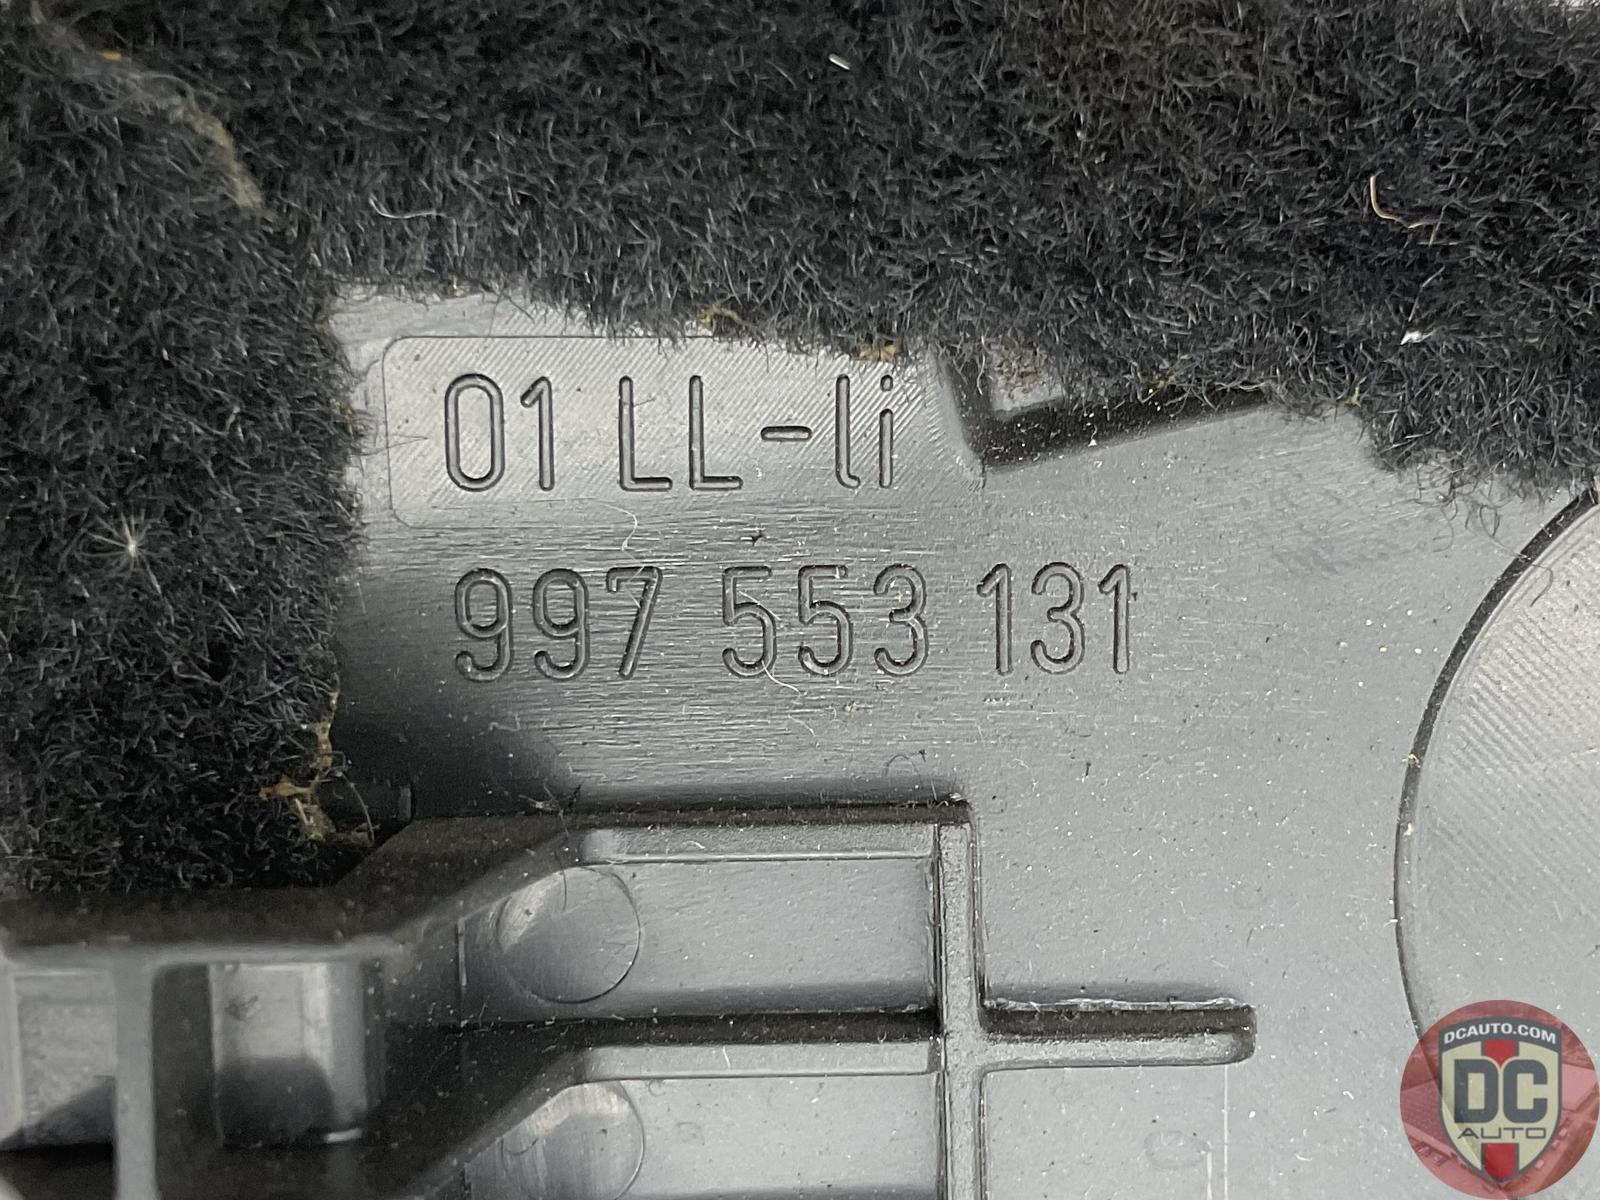 01 LL-li
997 553 131
DCAUTO.COM
DC
AUTO